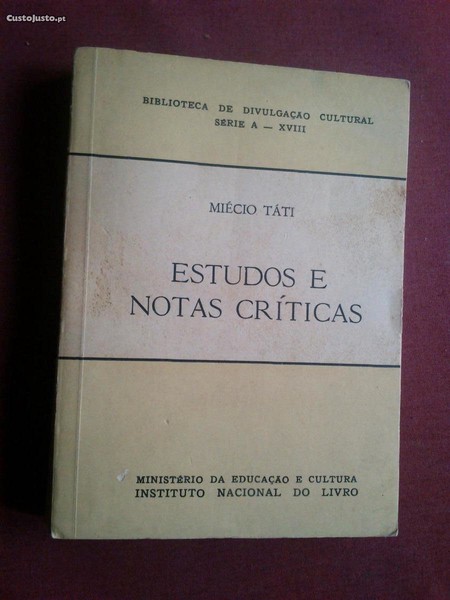 CustoJusto.pt
BIBLIOTECA DE DIVULGAÇÃO CULTURAL
SÉRIE A — XVIII
MIÉCIO TÁTI
ESTUDOS E
NOTAS CRÍTICAS
MINISTÉRIO DA EDUCAÇÃO E CULTURA
INSTITUTO NACIONAL DO LIVRO